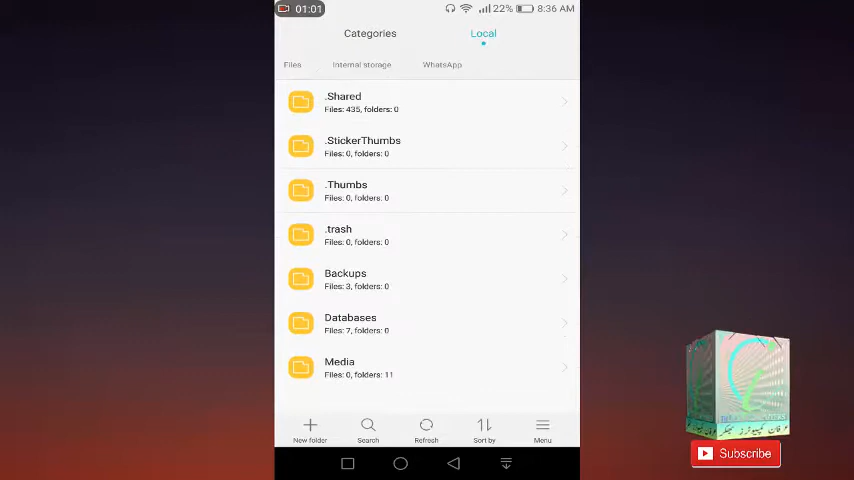 01:01
22%
8:36 AM
Categories
Local
Files
Internal storage
WhatsApp
.Shared
Files: 435, folders: 0
.StickerThumbs
Files: 0, folders: 0
.Thumbs
Files: 0, folders: 0
.trash
Files: 0, folders: 0
Backups
Files: 3, folders: 0
Databases
Files: 7, folders: 0
Media
Files: 0, folders: 11
New folder
Search
Refresh
Sort by
Menu
Subscribe